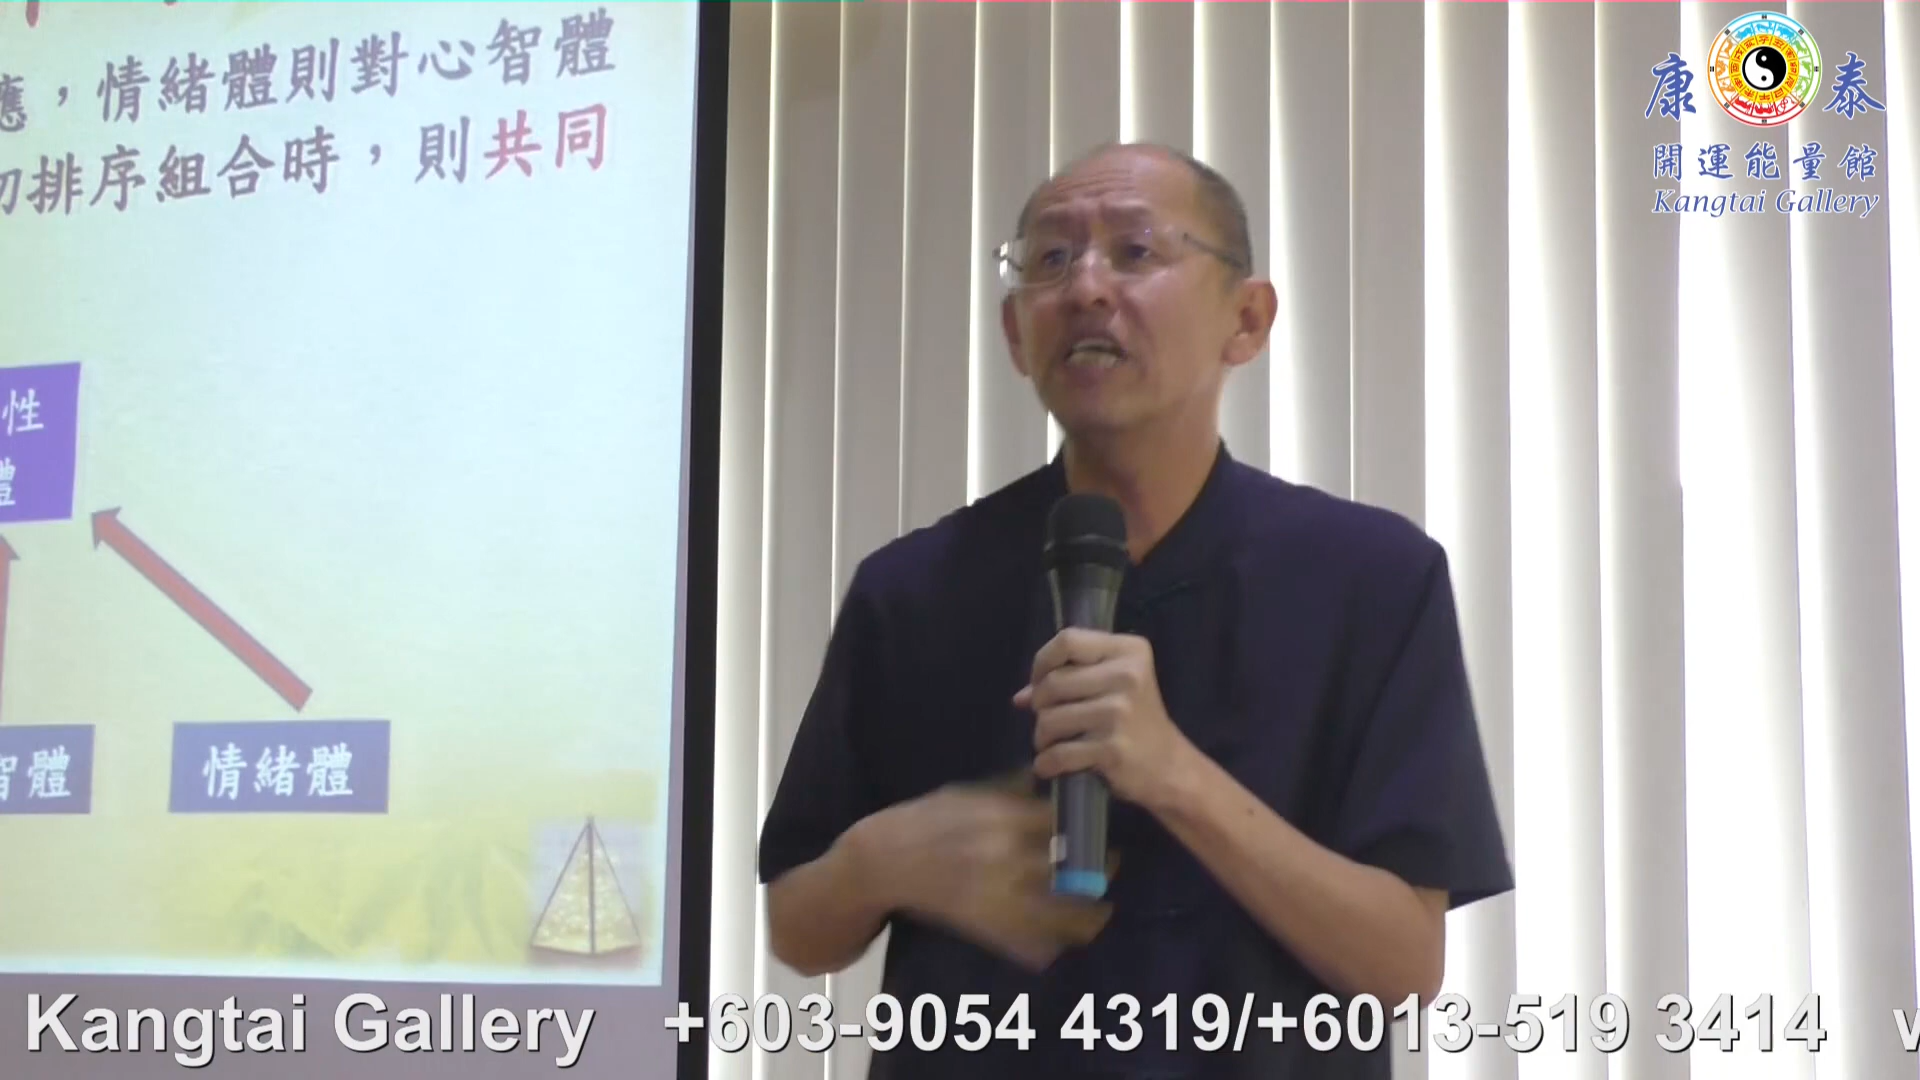 應，情緒體則對心智體
初排序組合時，則共同
性
體
智體
情緒體
康 泰
開運能量館
Kangtai Gallery
Kangtai Gallery +603-9054 4319/+6013-519 3414